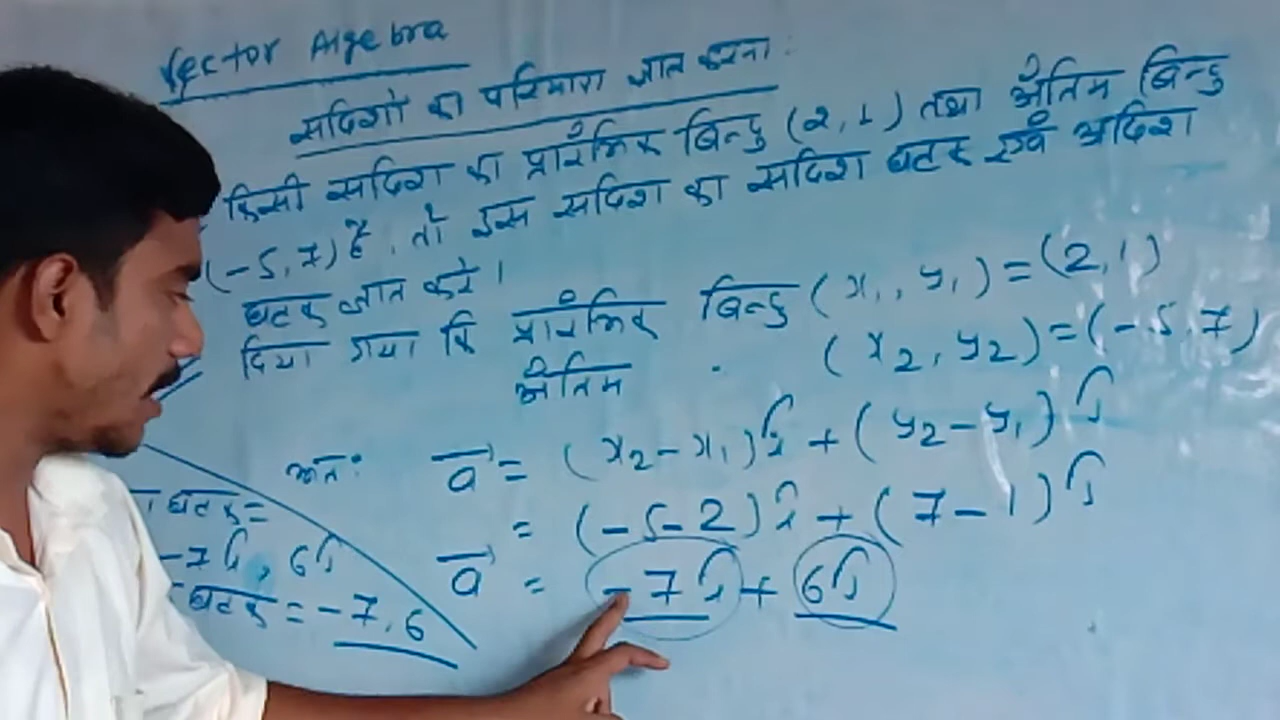 Vector Algebra
सदिशों का परिमाण ज्ञात करना :
किसी सदिश का प्रारंभिक बिन्दु (2, 1) तथा अंतिम बिन्दु
(-5, 7) है, तो इस सदिश का सदिश घटक एवं अदिश
घटक ज्ञात करें।
दिया गया कि प्रारंभिक बिन्दु (x₁, y₁) = (2, 1)
अंतिम (x₂, y₂) = (-5, 7)
अतः a⃗ = (x₂ - x₁)î + (y₂ - y₁)ĵ
= (-5 - 2)î + (7 - 1)ĵ
a⃗ = -7î + 6ĵ
घटक =
-7î, 6ĵ
घटक = -7, 6